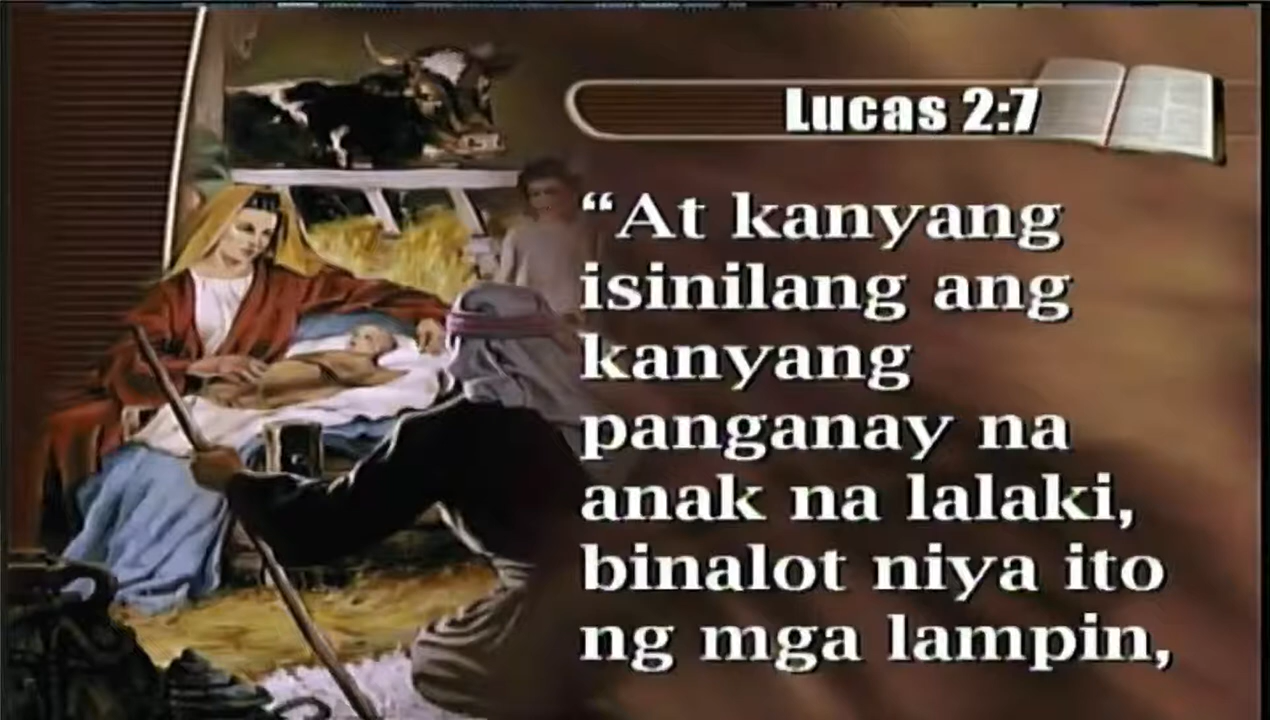 Lucas 2:7
“At kanyang
isinilang ang
kanyang
panganay na
anak na lalaki,
binalot niya ito
ng mga lampin,